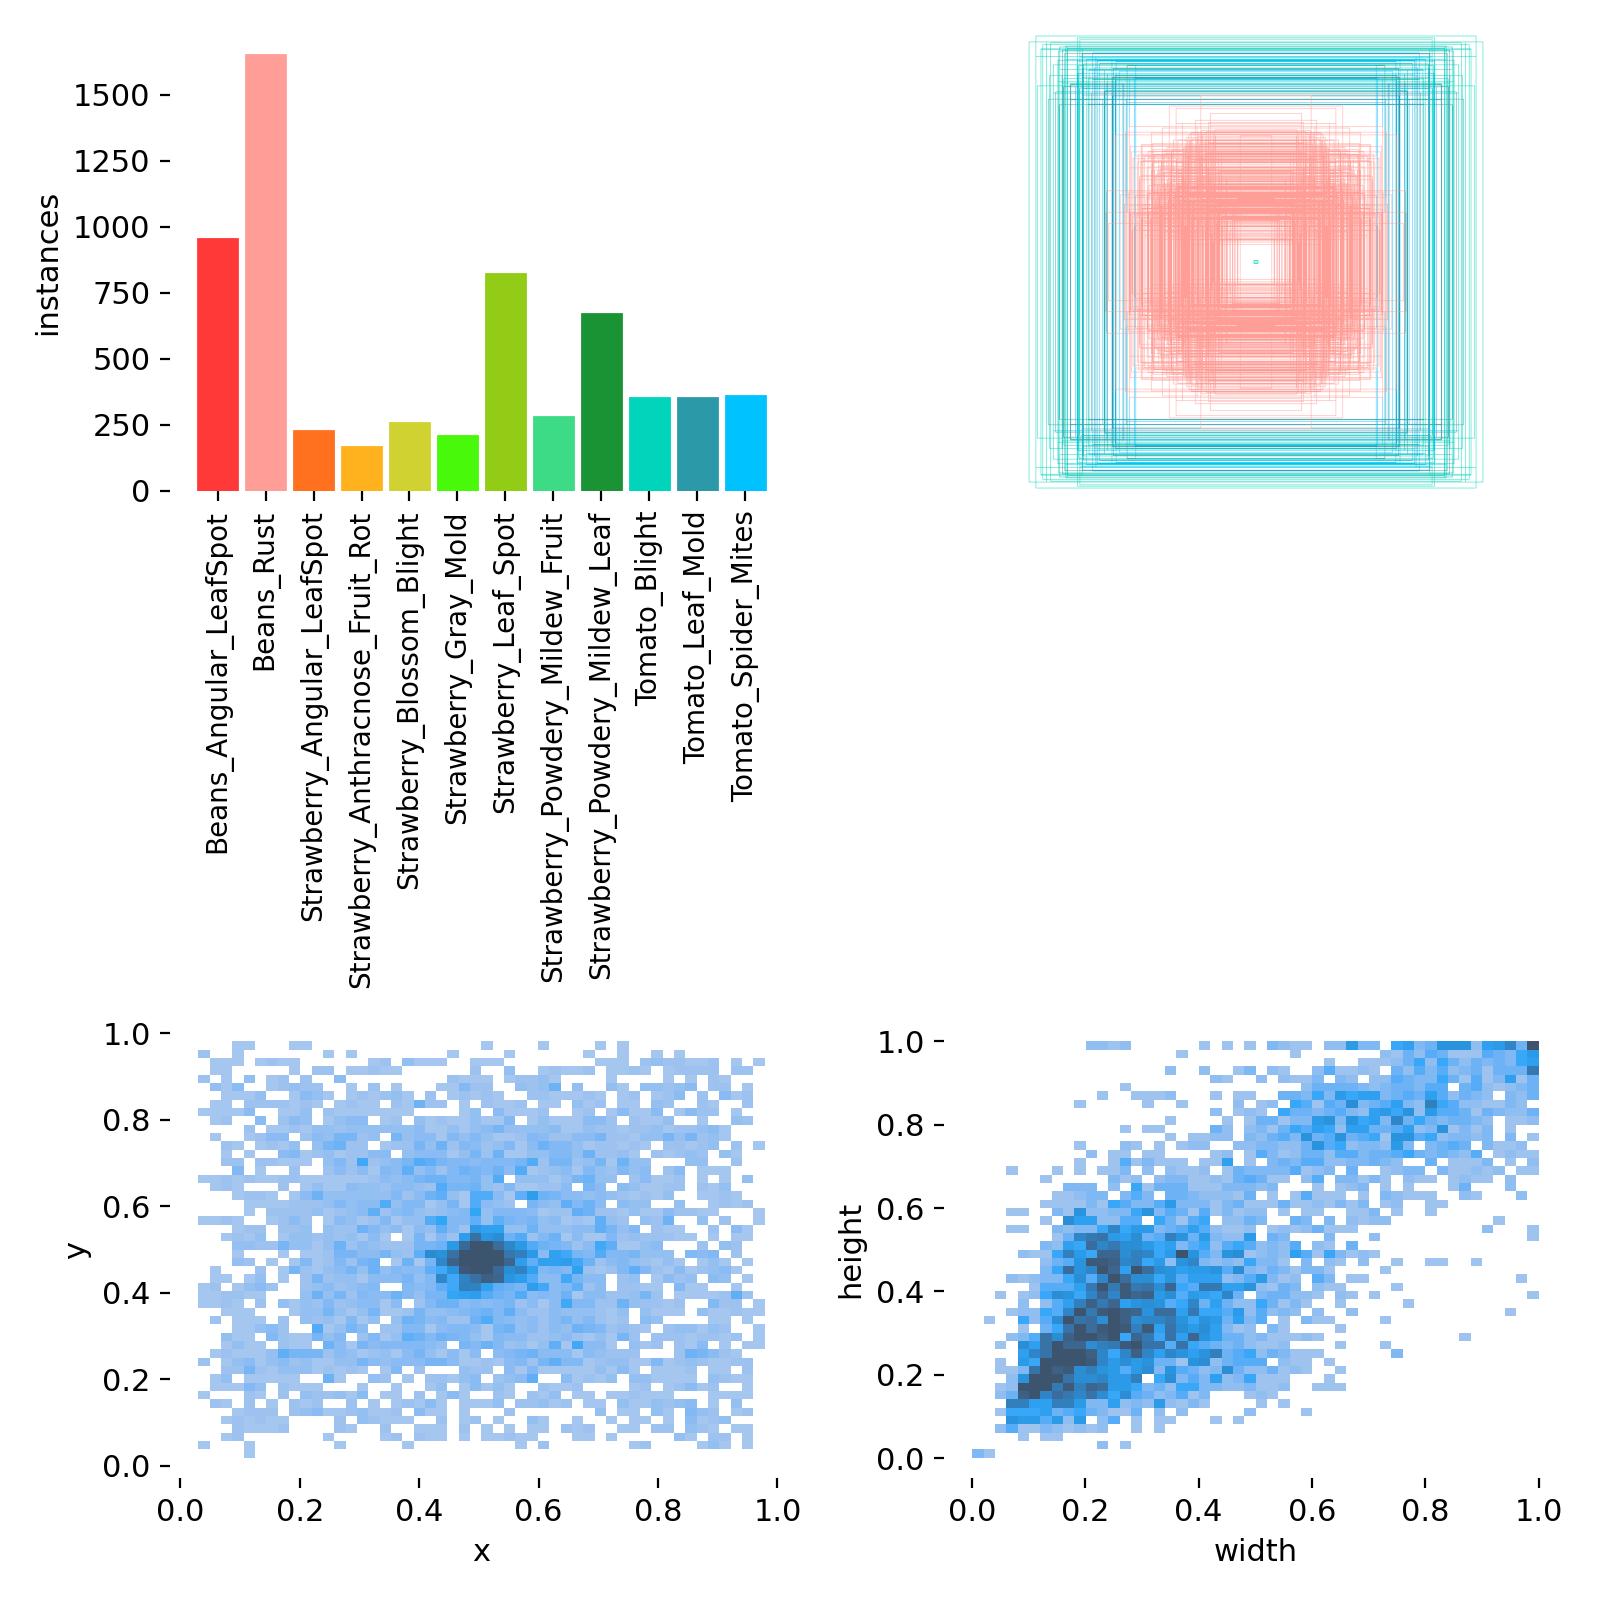 instances
1500
1250
1000
750
500
250
0
Beans_Angular_LeafSpot
Beans_Rust
Strawberry_Angular_LeafSpot
Strawberry_Anthracnose_Fruit_Rot
Strawberry_Blossom_Blight
Strawberry_Gray_Mold
Strawberry_Leaf_Spot
Strawberry_Powdery_Mildew_Fruit
Strawberry_Powdery_Mildew_Leaf
Tomato_Blight
Tomato_Leaf_Mold
Tomato_Spider_Mites
y
1.0
0.8
0.6
0.4
0.2
0.0
0.0 0.2 0.4 0.6 0.8 1.0
x
height
1.0
0.8
0.6
0.4
0.2
0.0
0.0 0.2 0.4 0.6 0.8 1.0
width